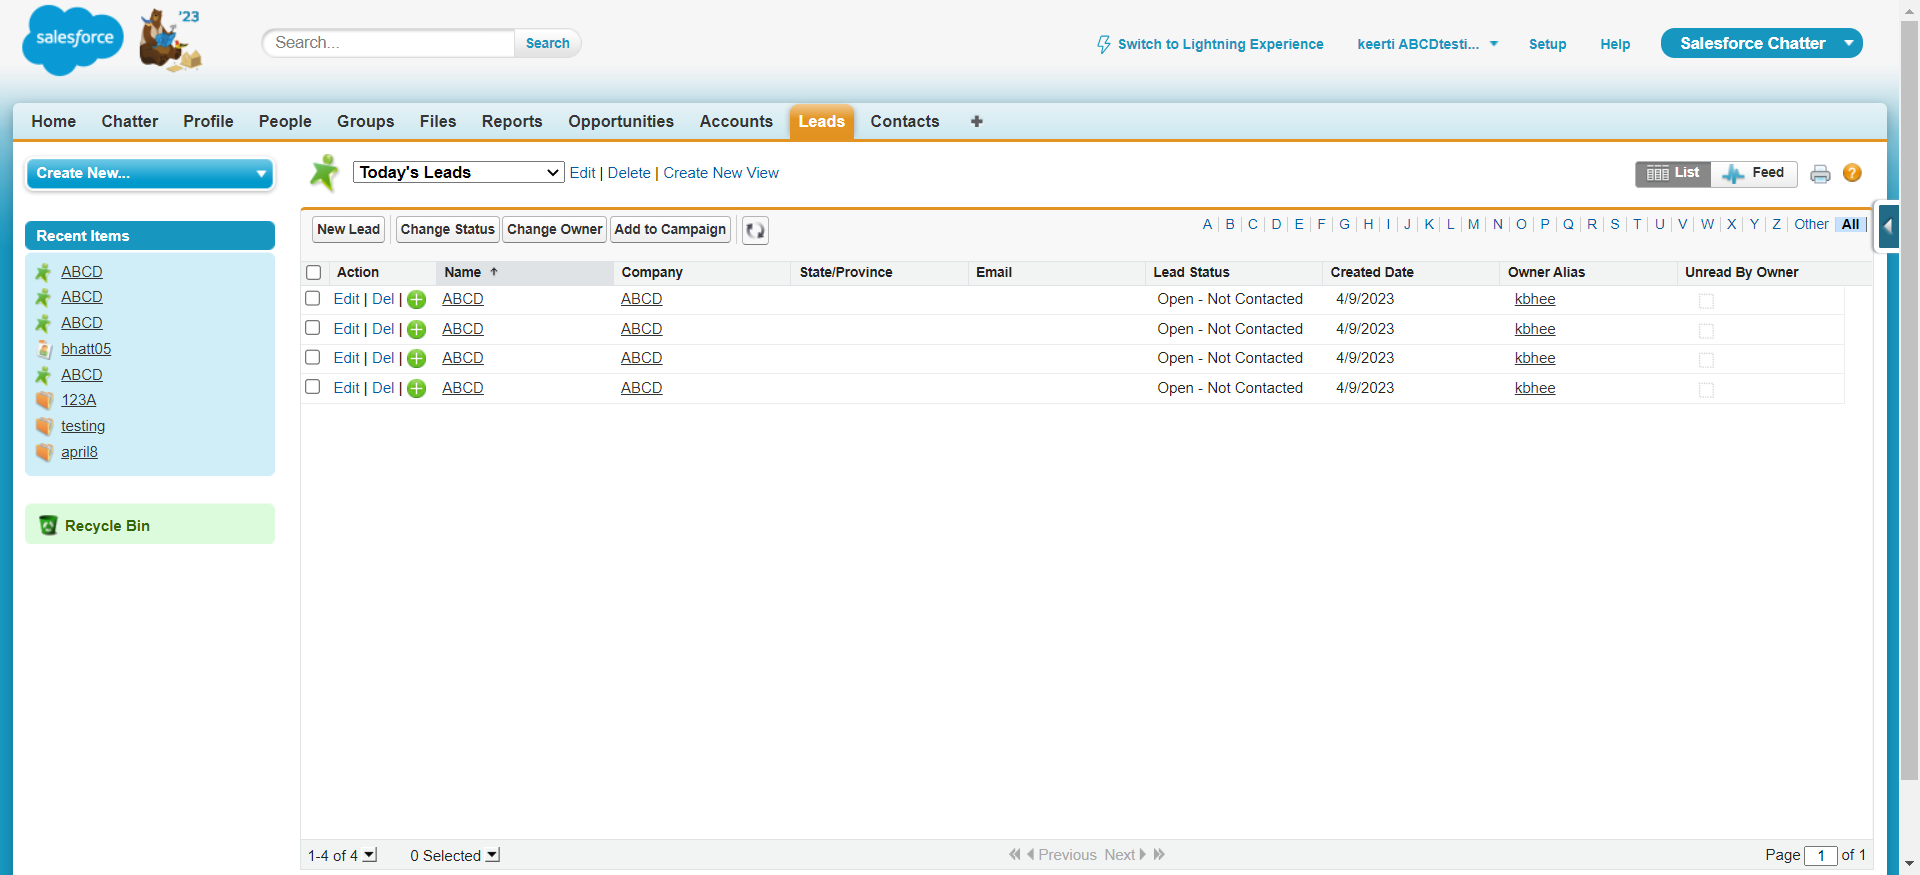 salesforce
'23
Search...
Search
Switch to Lightning Experience
keerti ABCDtesti...
Setup
Help
Salesforce Chatter
Home Chatter Profile People Groups Files Reports Opportunities Accounts Leads Contacts +
Create New...
Today's Leads
Edit | Delete | Create New View
List
Feed
?
Recent Items
ABCD
ABCD
ABCD
bhatt05
ABCD
123A
testing
april8
Recycle Bin
New Lead Change Status Change Owner Add to Campaign
A | B | C | D | E | F | G | H | I | J | K | L | M | N | O | P | Q | R | S | T | U | V | W | X | Y | Z | Other | All |
Action Name Company State/Province Email Lead Status Created Date Owner Alias Unread By Owner
Edit | Del | ABCD ABCD Open - Not Contacted 4/9/2023 kbhee
Edit | Del | ABCD ABCD Open - Not Contacted 4/9/2023 kbhee
Edit | Del | ABCD ABCD Open - Not Contacted 4/9/2023 kbhee
Edit | Del | ABCD ABCD Open - Not Contacted 4/9/2023 kbhee
1-4 of 4 0 Selected Previous Next Page 1 of 1